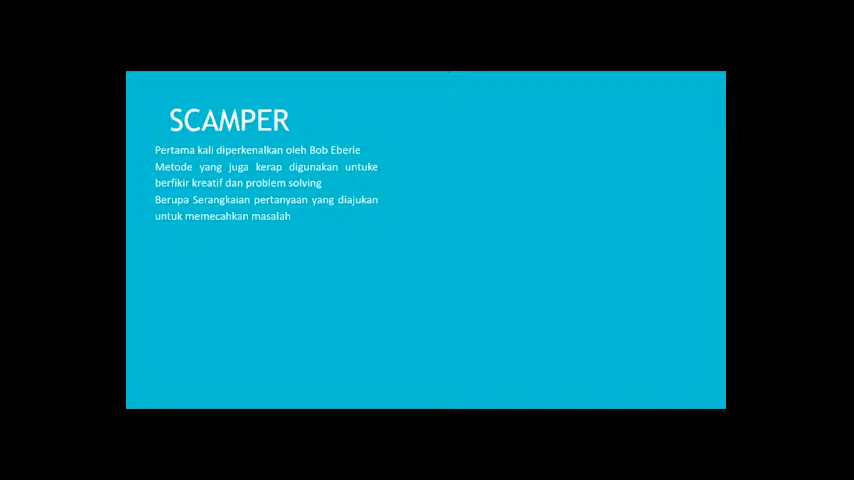 SCAMPER
Pertama kali diperkenalkan oleh Bob Eberle
Metode yang juga kerap digunakan untuke
berfikir kreatif dan problem solving
Berupa Serangkaian pertanyaan yang diajukan
untuk memecahkan masalah